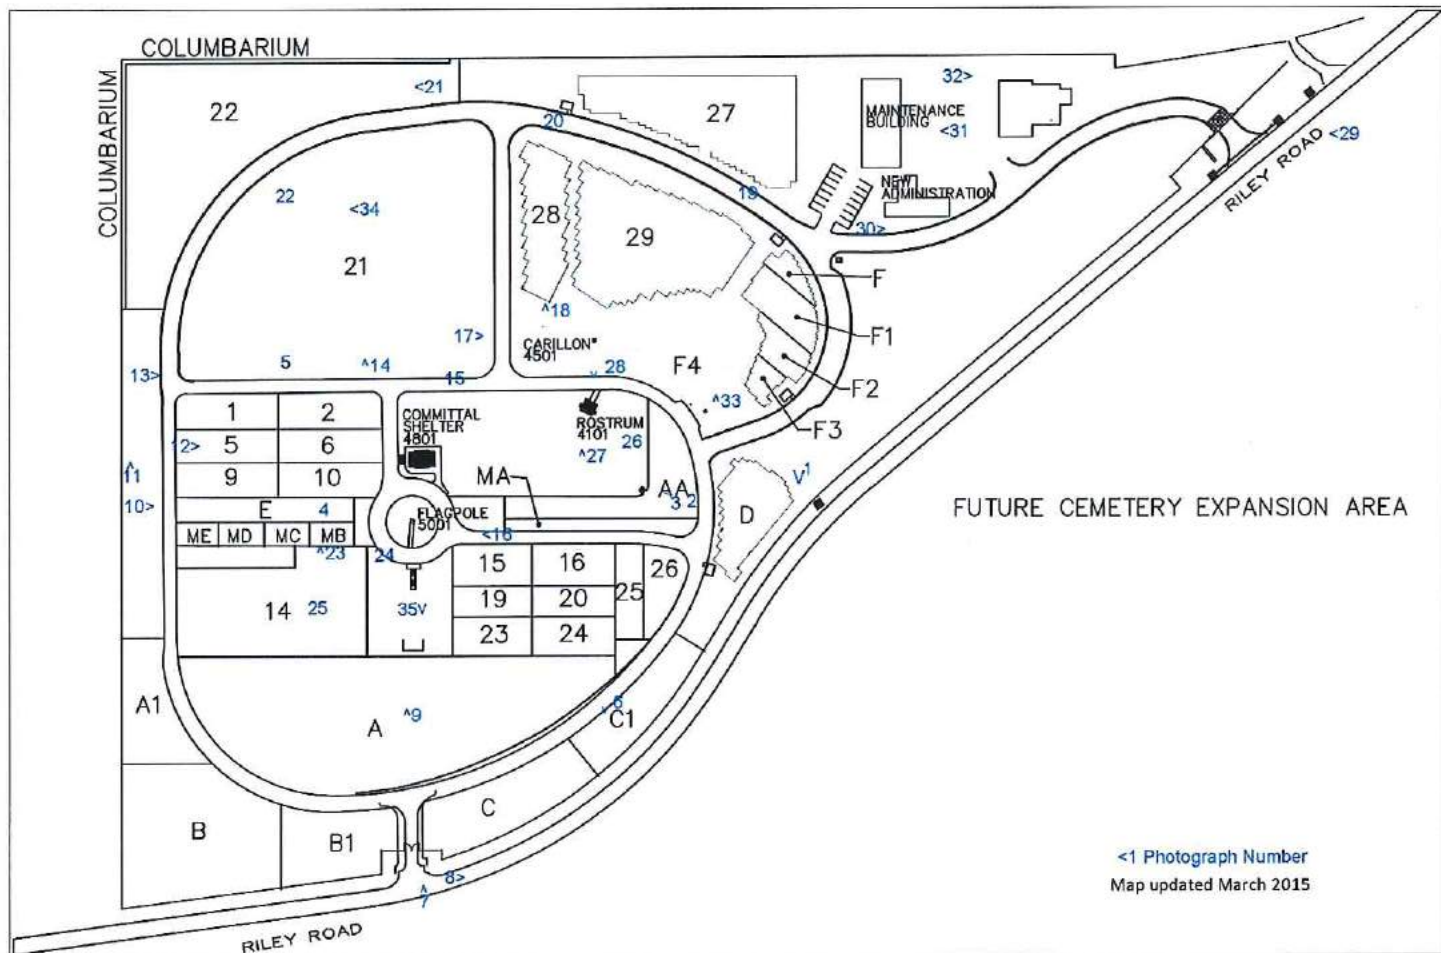 COLUMBARIUM
COLUMBARIUM
22
<21
20
27
32>
MAINTENANCE
BUILDING
<31
<29
RILEY ROAD
NEW
ADMINISTRATION
30>
19
22
<34
21
28
29
F
F1
F2
F3
F4
^18
17>
CARILLON
4501
28
13>
5
^14
15
^33
1
2
5
6
9
10
12>
^
11
10>
COMMITTAL
SHELTER
4801
ROSTRUM
4101
26
^27
MA
AA
^3
2
V1
D
FUTURE CEMETERY EXPANSION AREA
E
4
FLAGPOLE
5001
<16
ME
MD
MC
MB
^23
24
15
16
26
25
14
25
35V
19
20
23
24
A1
A
^9
6
C1
B
B1
C
8>
^
7
RILEY ROAD
<1 Photograph Number
Map updated March 2015